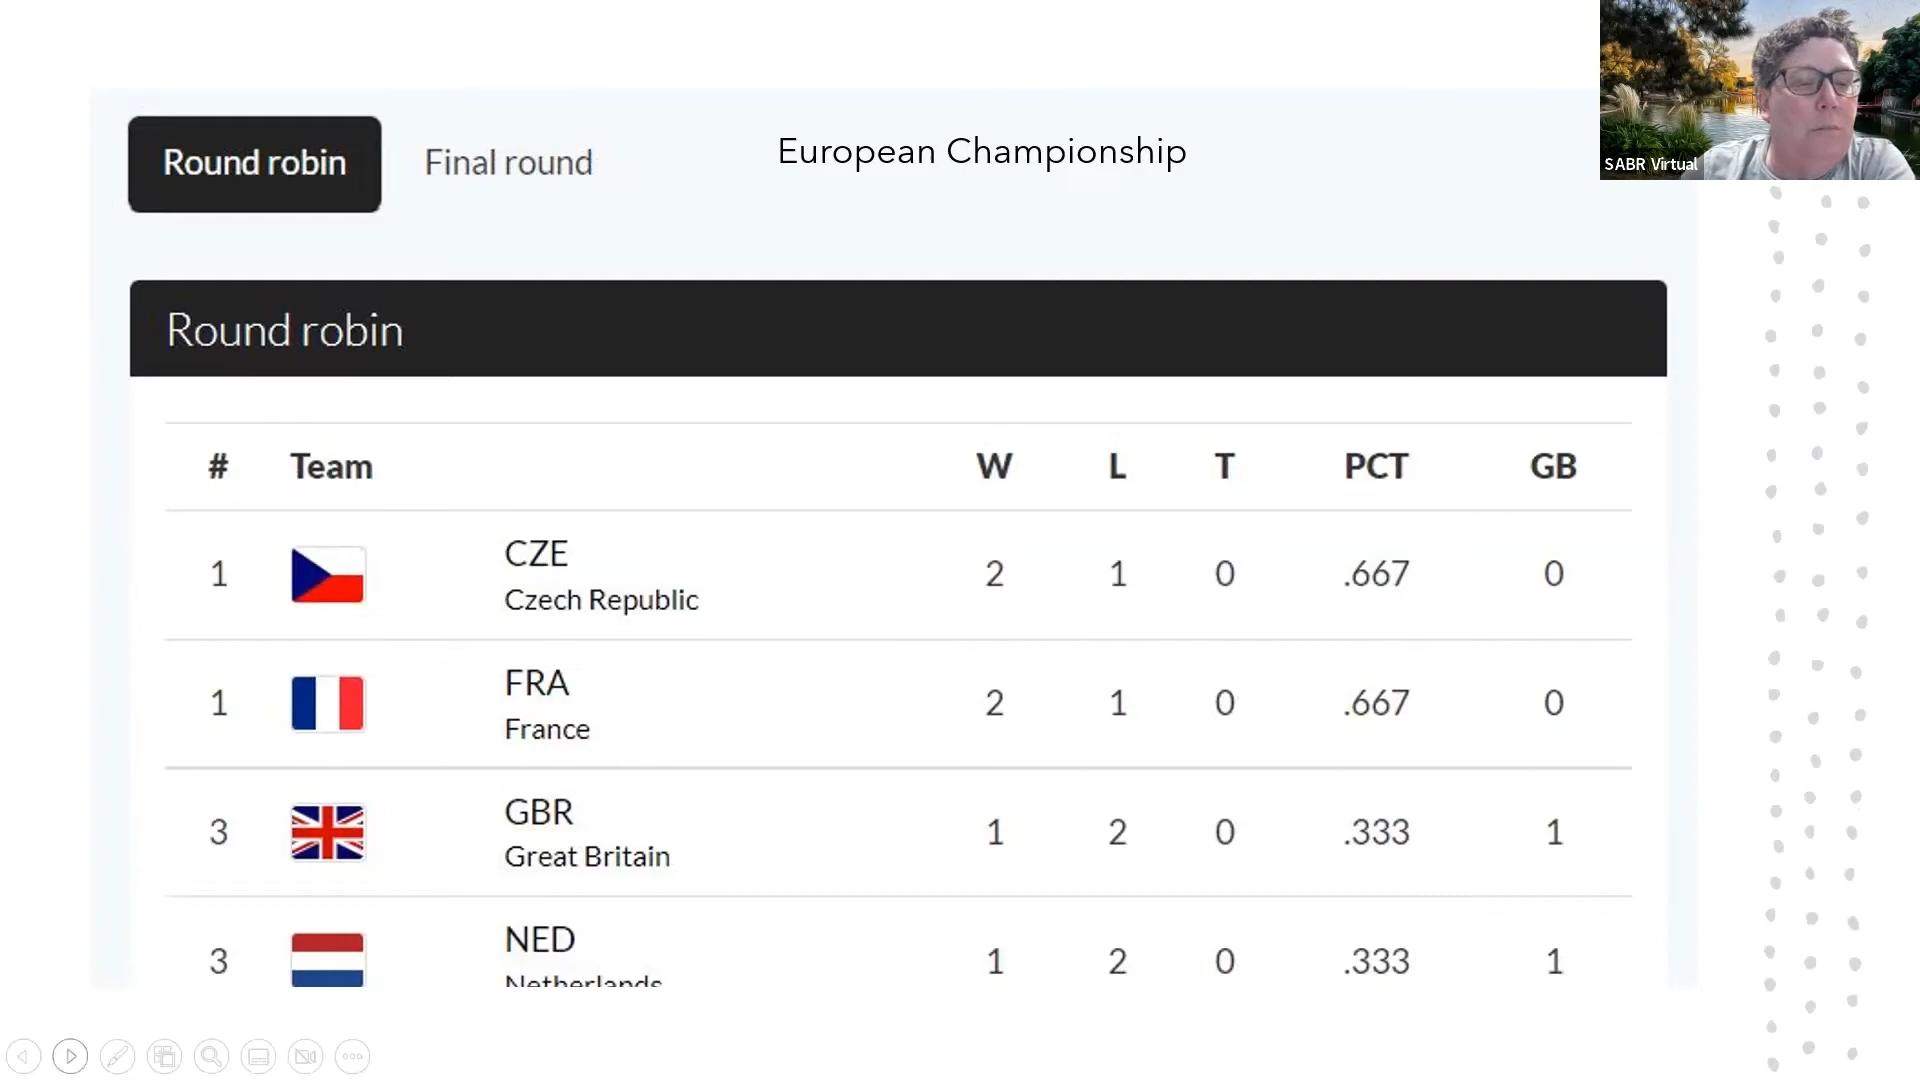 SABR Virtual
Round robin Final round European Championship
Round robin
# Team W L T PCT GB
1 CZE 2 1 0 .667 0
Czech Republic
1 FRA 2 1 0 .667 0
France
3 GBR 1 2 0 .333 1
Great Britain
3 NED 1 2 0 .333 1
Netherlands